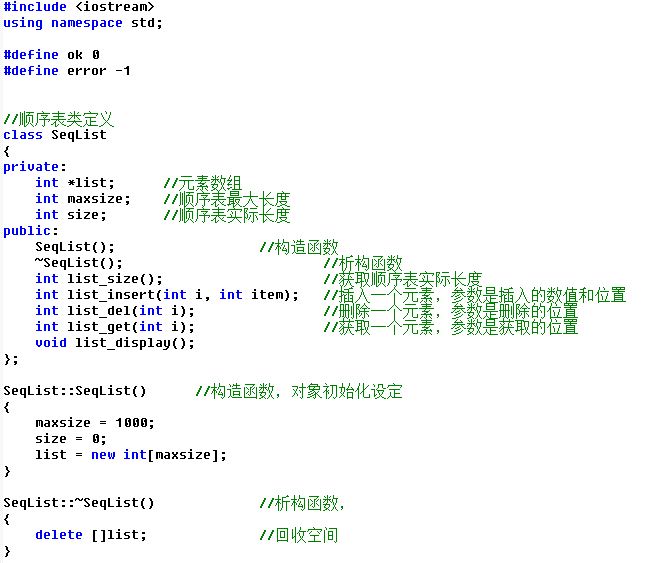 #include <iostream>
using namespace std;
#define ok 0
#define error -1
//顺序表类定义
class SeqList
{
private:
    int *list;      //元素数组
    int maxsize;    //顺序表最大长度
    int size;       //顺序表实际长度
public:
    SeqList();                  //构造函数
    ~SeqList();                         //析构函数
    int list_size();                    //获取顺序表实际长度
    int list_insert(int i, int item);   //插入一个元素，参数是插入的数值和位置
    int list_del(int i);                //删除一个元素，参数是删除的位置
    int list_get(int i);                //获取一个元素，参数是获取的位置
    void list_display();
};
SeqList::SeqList()      //构造函数，对象初始化设定
{
    maxsize = 1000;
    size = 0;
    list = new int[maxsize];
}
SeqList::~SeqList()             //析构函数，
{
    delete []list;              //回收空间
}